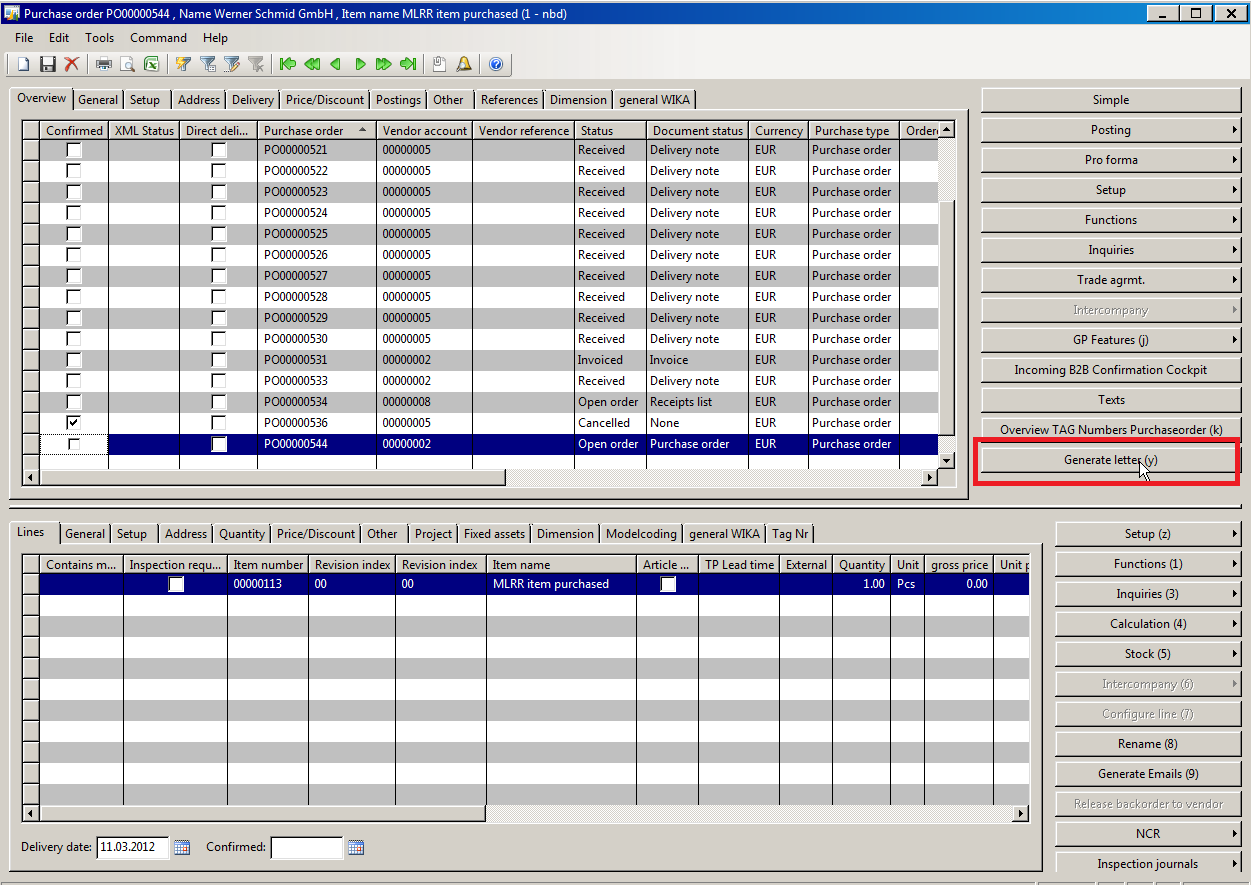 Purchase order PO00000544 , Name Werner Schmid GmbH , Item name MLRR item purchased (1 - nbd)
File Edit Tools Command Help
Overview General Setup Address Delivery Price/Discount Postings Other References Dimension general WIKA
Confirmed XML Status Direct deli... Purchase order Vendor account Vendor reference Status Document status Currency Purchase type
PO00000521 00000005 Received Delivery note EUR Purchase order
PO00000522 00000005 Received Delivery note EUR Purchase order
PO00000523 00000005 Received Delivery note EUR Purchase order
PO00000524 00000005 Received Delivery note EUR Purchase order
PO00000525 00000005 Received Delivery note EUR Purchase order
PO00000526 00000005 Received Delivery note EUR Purchase order
PO00000527 00000005 Received Delivery note EUR Purchase order
PO00000528 00000005 Received Delivery note EUR Purchase order
PO00000529 00000005 Received Delivery note EUR Purchase order
PO00000530 00000005 Received Delivery note EUR Purchase order
PO00000531 00000002 Invoiced Invoice EUR Purchase order
PO00000533 00000002 Received Delivery note EUR Purchase order
PO00000534 00000008 Open order Receipts list EUR Purchase order
PO00000536 00000005 Cancelled None EUR Purchase order
PO00000544 00000002 Open order Purchase order EUR Purchase order
Simple
Posting
Pro forma
Setup
Functions
Inquiries
Trade agrmt.
Intercompany
GP Features (j)
Incoming B2B Confirmation Cockpit
Texts
Overview TAG Numbers Purchaseorder (k)
Generate letter (y)
Lines General Setup Address Quantity Price/Discount Other Project Fixed assets Dimension Modelcoding general WIKA Tag Nr
Contains m... Inspection requ... Item number Revision index Revision index Item name Article ... TP Lead time External Quantity Unit gross price Unit
00000113 00 00 MLRR item purchased 1.00 Pcs 0.00
Setup (z)
Functions (1)
Inquiries (3)
Calculation (4)
Stock (5)
Intercompany (6)
Configure line (7)
Rename (8)
Generate Emails (9)
Release backorder to vendor
NCR
Inspection journals
Delivery date: 11.03.2012 Confirmed: